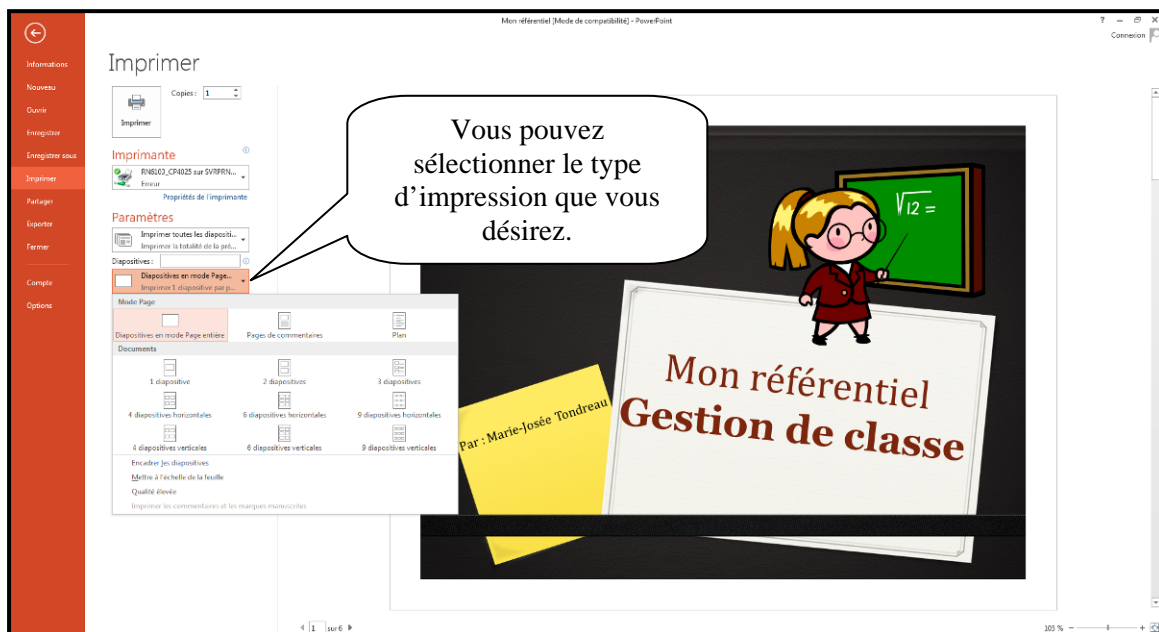 Mon référentiel [Mode de compatibilité] - PowerPoint
?
Connexion
Informations
Nouveau
Ouvrir
Enregistrer
Enregistrer sous
Imprimer
Partager
Exporter
Fermer
Compte
Options
Imprimer
Copies : 1
Imprimer
Imprimante
RN6103_CP4025 sur SVRPRN...
Erreur
Propriétés de l'imprimante
Paramètres
Imprimer toutes les diapositi...
Imprimer la totalité de la pré...
Diapositives :
Diapositives en mode Page...
Imprimer 1 diapositive par p...
Mode Page
Diapositives en mode Page entière Pages de commentaires Plan
Documents
1 diapositive 2 diapositives 3 diapositives
4 diapositives horizontales 6 diapositives horizontales 9 diapositives horizontales
4 diapositives verticales 6 diapositives verticales 9 diapositives verticales
Encadrer les diapositives
Mettre à l'échelle de la feuille
Qualité élevée
Imprimer les commentaires et les marques manuscrites
Vous pouvez
sélectionner le type
d'impression que vous
désirez.
√12 =
Mon référentiel
Gestion de classe
Par : Marie-Josée Tondreau
1 sur 6
103 %